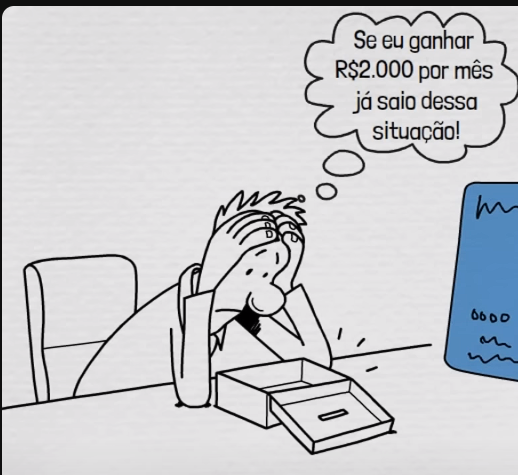 Se eu ganhar
R$2.000 por mês
já saio dessa
situação!